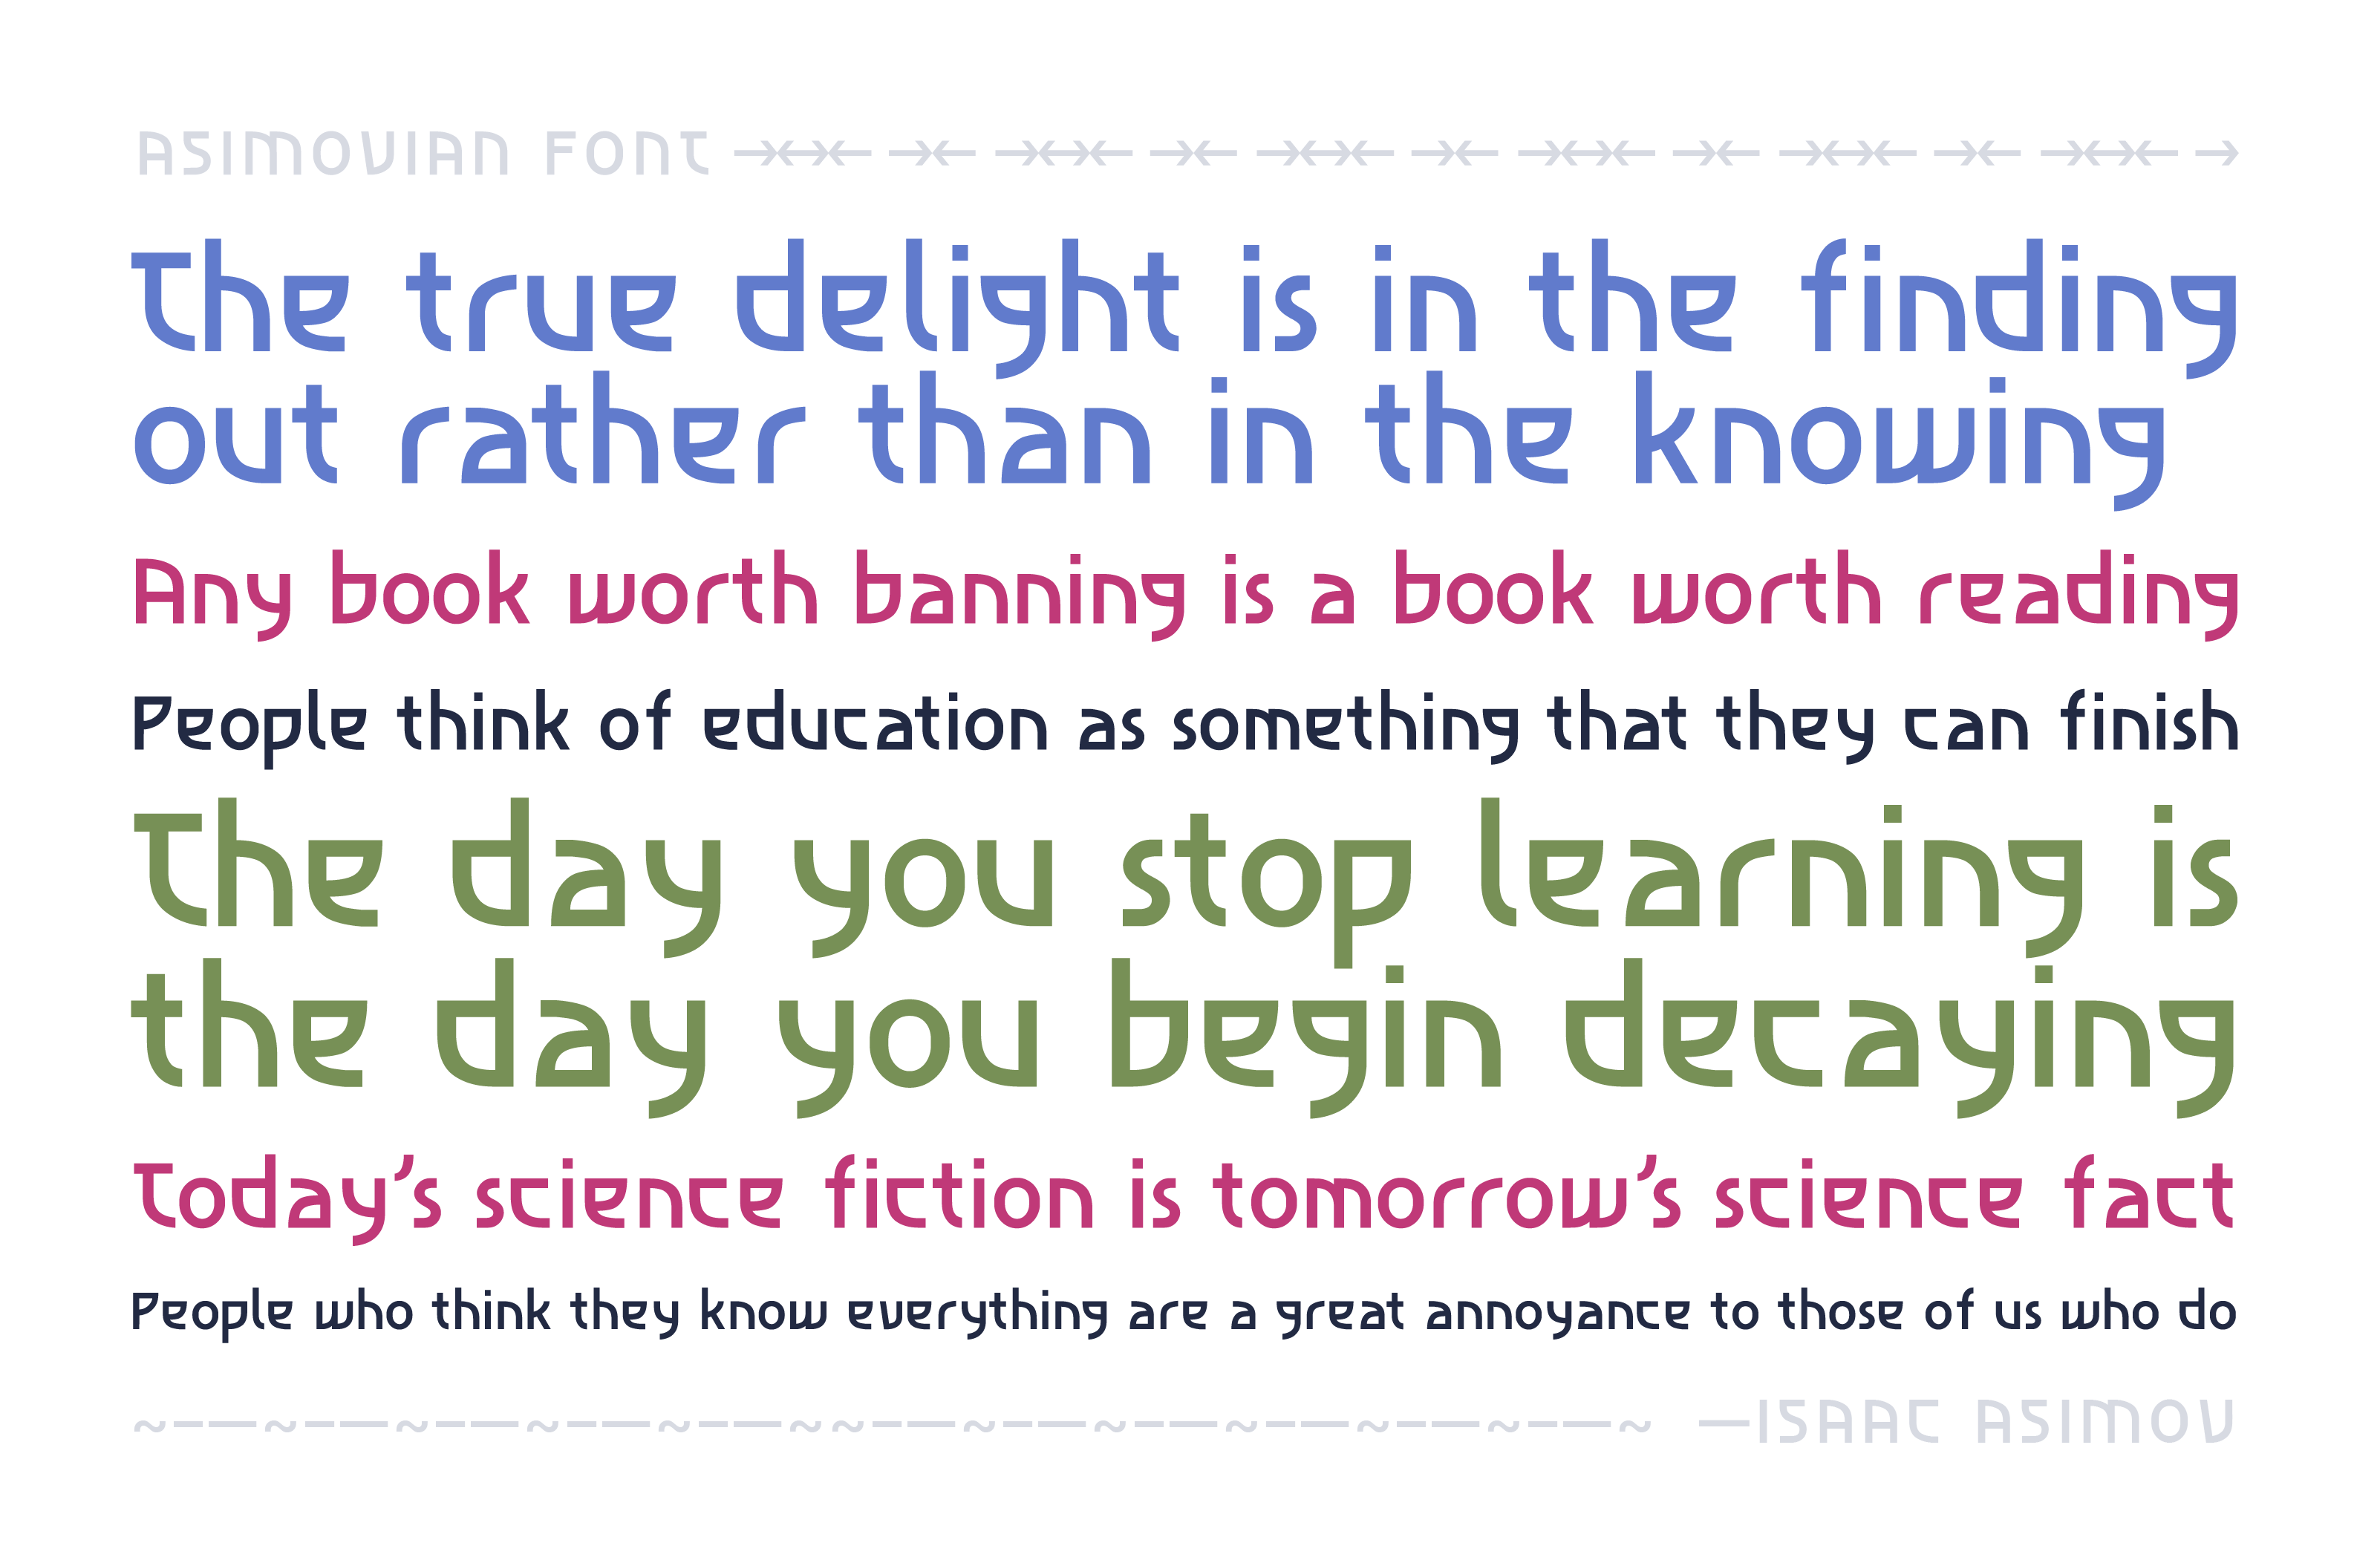 ASIMOVIAN FONT
The true delight is in the finding
out rather than in the knowing
Any book worth banning is a book worth reading
People think of education as something that they can finish
The day you stop learning is
the day you begin decaying
Today’s science fiction is tomorrow’s science fact
People who think they know everything are a great annoyance to those of us who do
—ISAAC ASIMOV